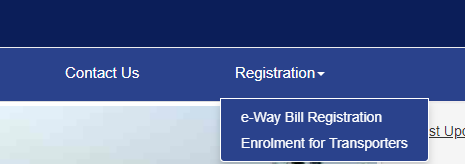 Contact Us
Registration
e-Way Bill Registration
Enrolment for Transporters